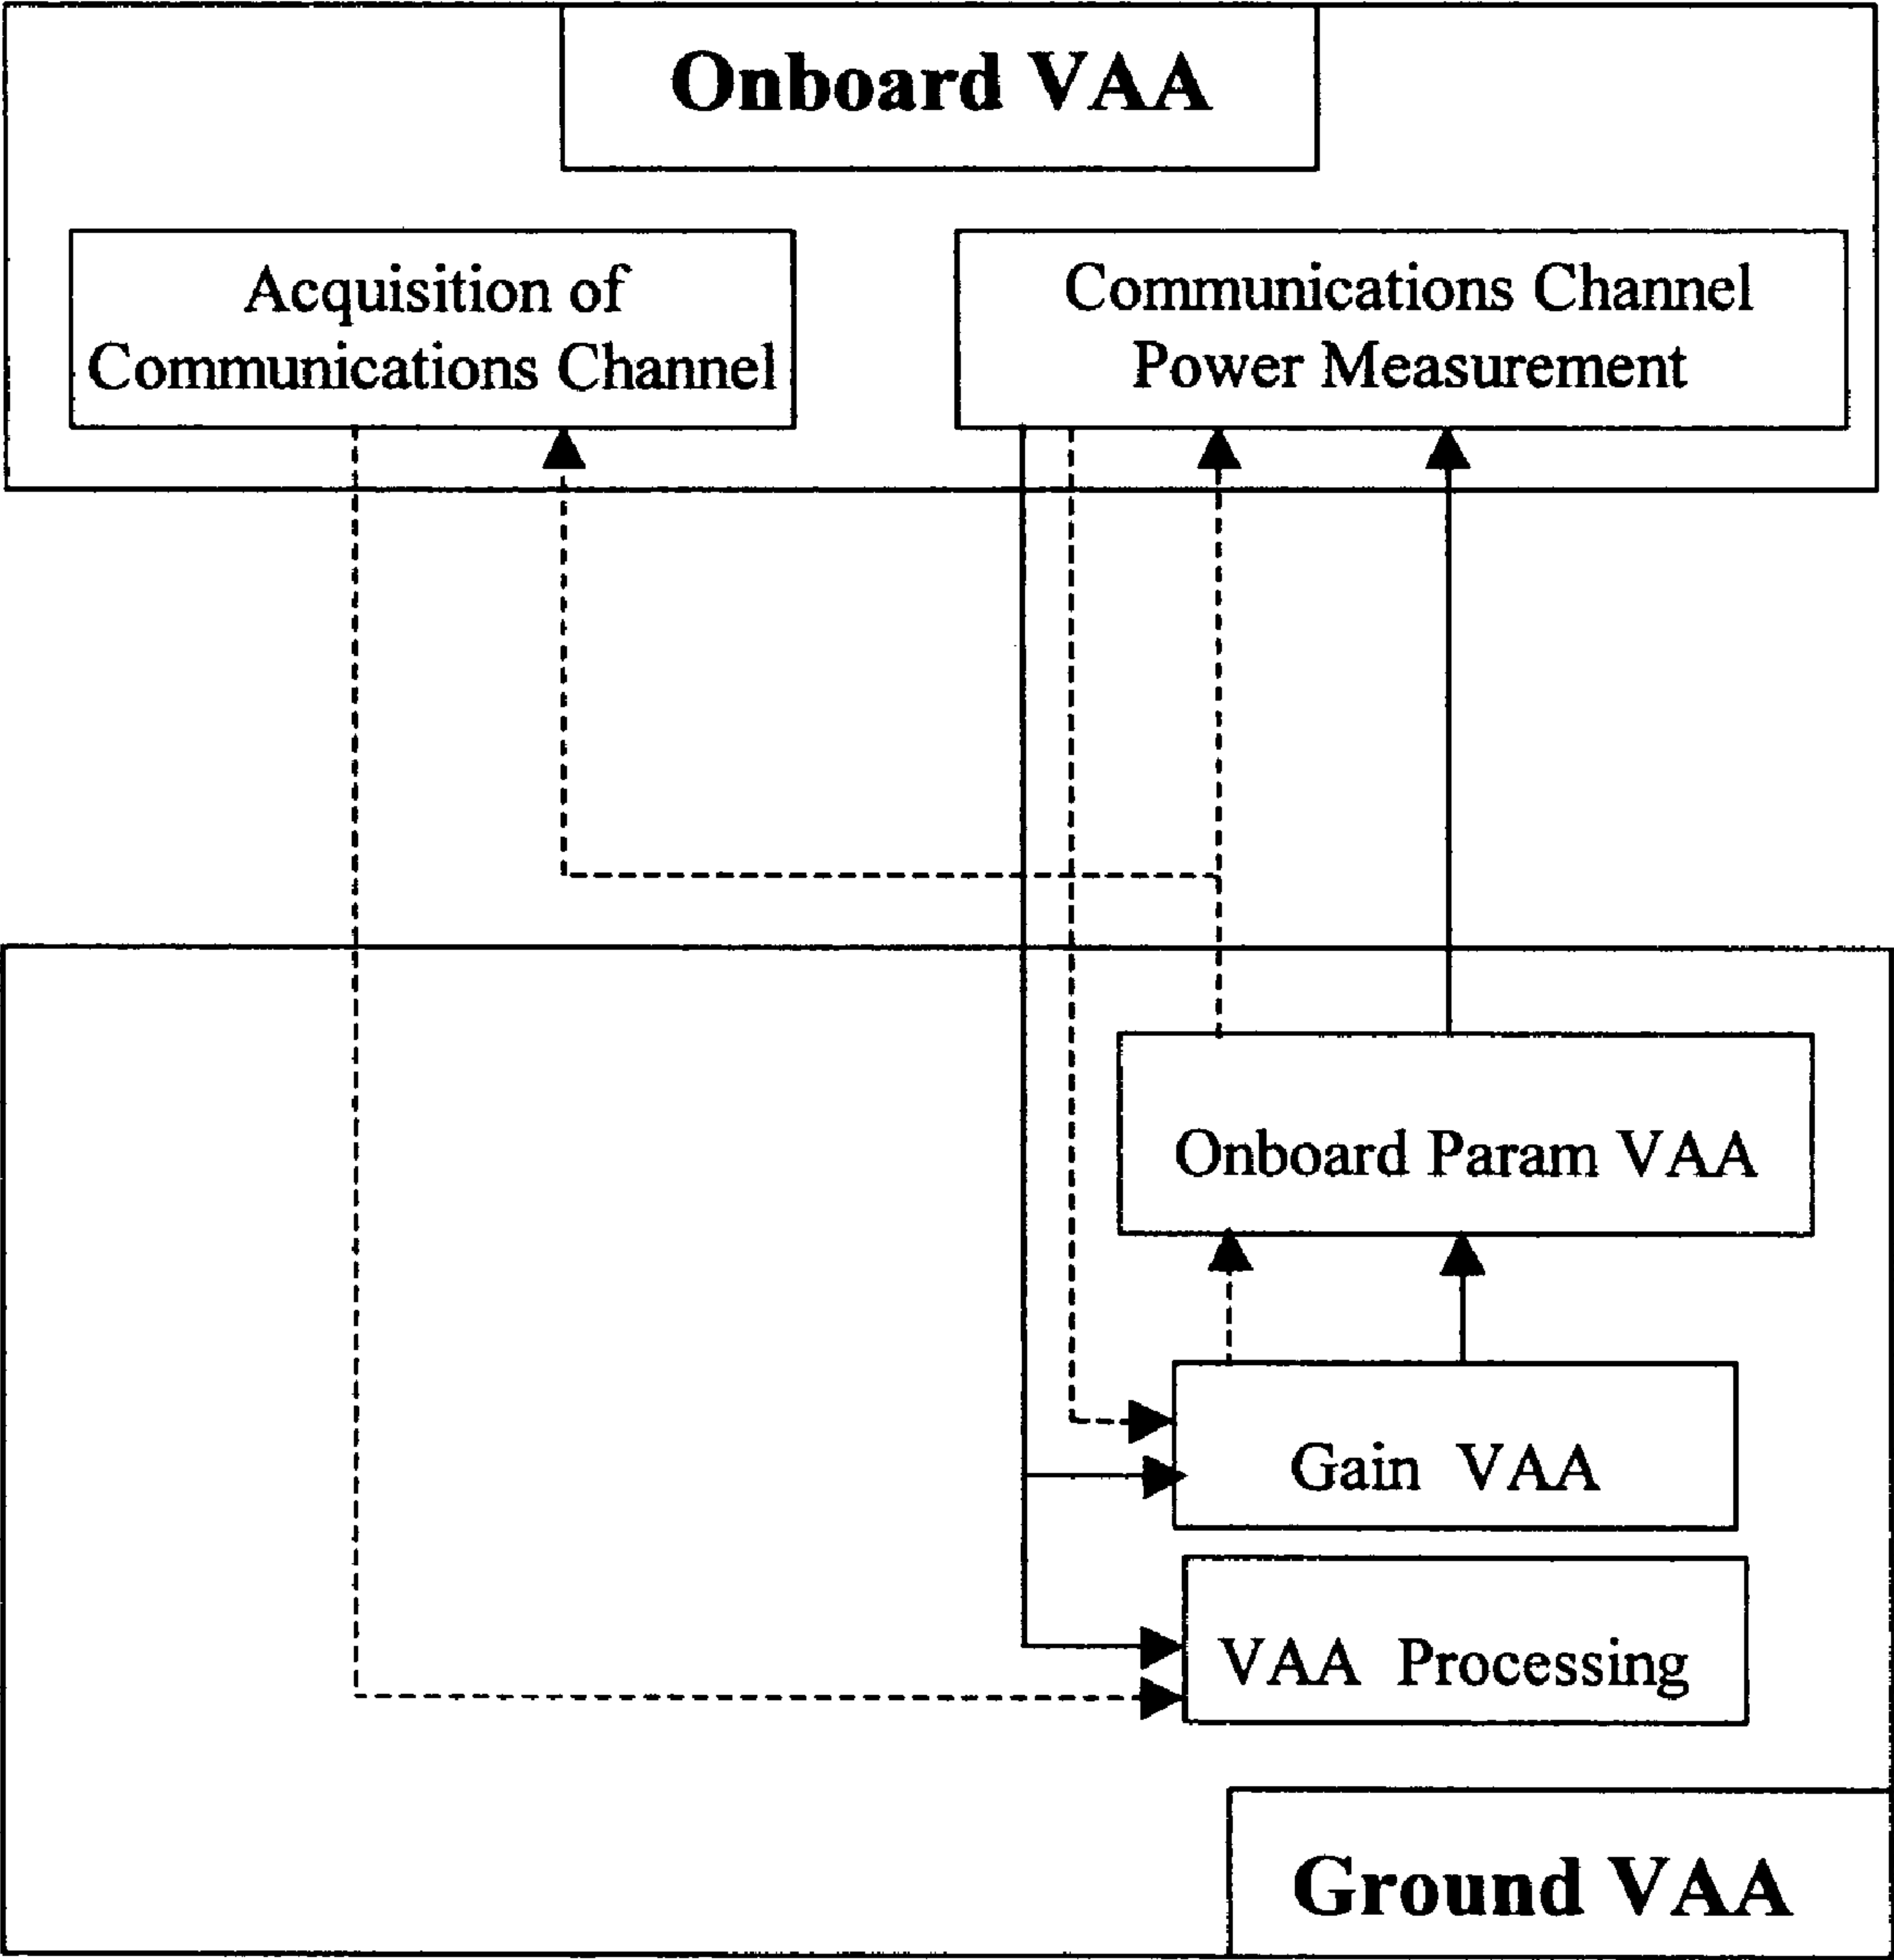 Onboard VAA
Acquisition of
Communications Channel
Communications Channel
Power Measurement
Onboard Param VAA
Gain VAA
VAA Processing
Ground VAA